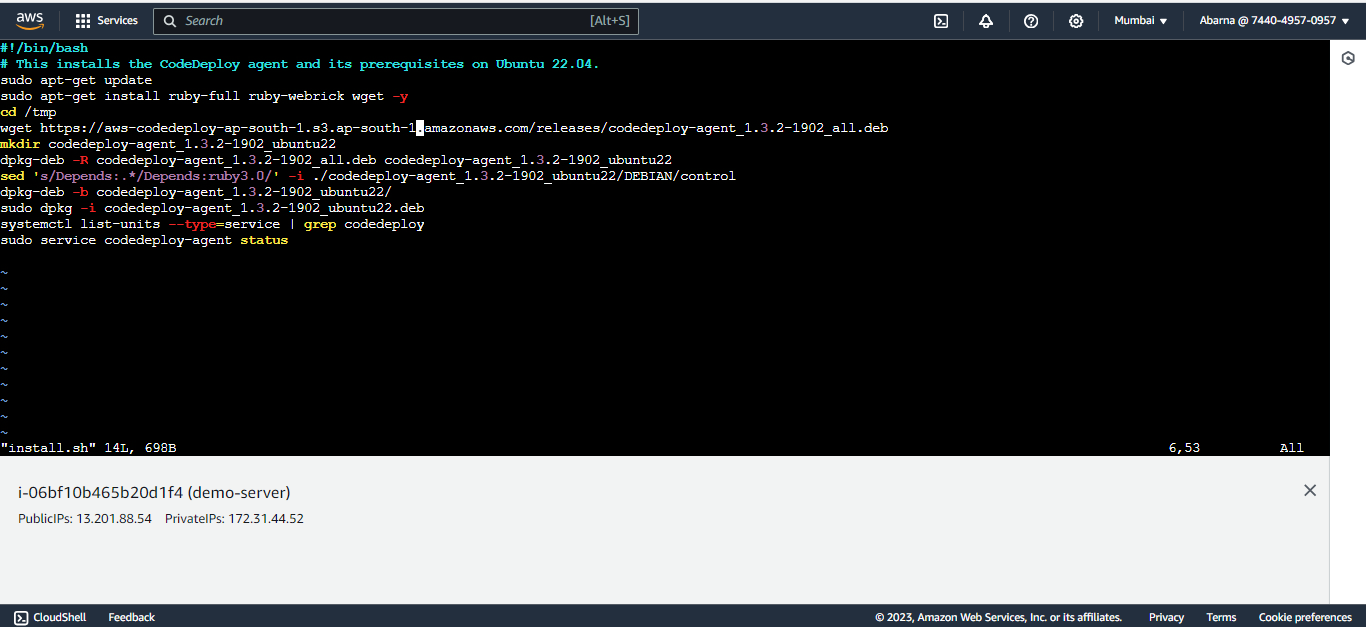 aws Services Search [Alt+S] Mumbai Abarna @ 7440-4957-0957
#!/bin/bash
# This installs the CodeDeploy agent and its prerequisites on Ubuntu 22.04.
sudo apt-get update
sudo apt-get install ruby-full ruby-webrick wget -y
cd /tmp
wget https://aws-codedeploy-ap-south-1.s3.ap-south-1.amazonaws.com/releases/codedeploy-agent_1.3.2-1902_all.deb
mkdir codedeploy-agent_1.3.2-1902_ubuntu22
dpkg-deb -R codedeploy-agent_1.3.2-1902_all.deb codedeploy-agent_1.3.2-1902_ubuntu22
sed 's/Depends:.*/Depends:ruby3.0/' -i ./codedeploy-agent_1.3.2-1902_ubuntu22/DEBIAN/control
dpkg-deb -b codedeploy-agent_1.3.2-1902_ubuntu22/
sudo dpkg -i codedeploy-agent_1.3.2-1902_ubuntu22.deb
systemctl list-units --type=service | grep codedeploy
sudo service codedeploy-agent status
~
~
~
~
~
~
~
~
~
~
~
"install.sh" 14L, 698B 6,53 All
i-06bf10b465b20d1f4 (demo-server)
PublicIPs: 13.201.88.54 PrivateIPs: 172.31.44.52
CloudShell Feedback © 2023, Amazon Web Services, Inc. or its affiliates. Privacy Terms Cookie preferences